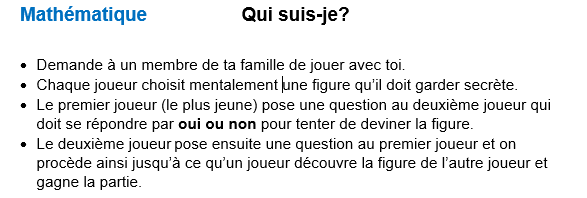 Mathématique Qui suis-je?
• Demande à un membre de ta famille de jouer avec toi.
• Chaque joueur choisit mentalement une figure qu'il doit garder secrète.
• Le premier joueur (le plus jeune) pose une question au deuxième joueur qui
doit se répondre par oui ou non pour tenter de deviner la figure.
• Le deuxième joueur pose ensuite une question au premier joueur et on
procède ainsi jusqu'à ce qu'un joueur découvre la figure de l'autre joueur et
gagne la partie.